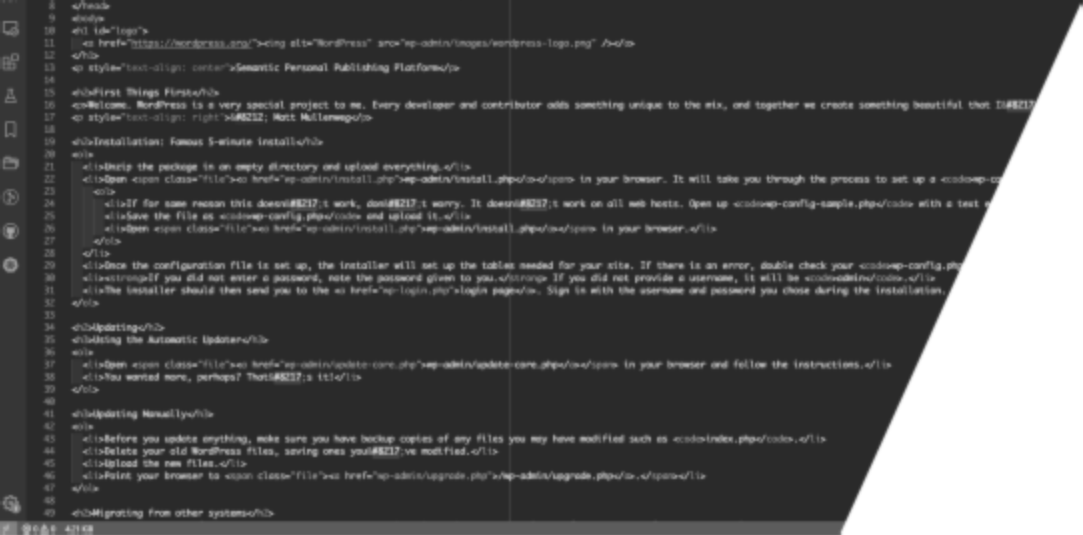 8 </head>
9 <body>
10 <h1 id="logo">
11 <a href="https://wordpress.org/"><img alt="WordPress" src="wp-admin/images/wordpress-logo.png" /></a>
12 </h1>
13 <p style="text-align: center">Semantic Personal Publishing Platform</p>
14
15 <h2>First Things First</h2>
16 <p>Welcome. WordPress is a very special project to me. Every developer and contributor adds something unique to the mix, and together we create something beautiful that I&#8217
17 <p style="text-align: right">&#8212; Matt Mullenweg</p>
18
19 <h2>Installation: Famous 5-minute install</h2>
20 <ol>
21 <li>Unzip the package in an empty directory and upload everything.</li>
22 <li>Open <span class="file"><a href="wp-admin/install.php">wp-admin/install.php</a></span> in your browser. It will take you through the process to set up a <code>wp-co
23 <ol>
24 <li>If for some reason this doesn&#8217;t work, don&#8217;t worry. It doesn&#8217;t work on all web hosts. Open up <code>wp-config-sample.php</code> with a text e
25 <li>Save the file as <code>wp-config.php</code> and upload it.</li>
26 <li>Open <span class="file"><a href="wp-admin/install.php">wp-admin/install.php</a></span> in your browser.</li>
27 </ol>
28 </li>
29 <li>Once the configuration file is set up, the installer will set up the tables needed for your site. If there is an error, double check your <code>wp-config.php
30 <li><strong>If you did not enter a password, note the password given to you.</strong> If you did not provide a username, it will be <code>admin</code>.</li>
31 <li>The installer should then send you to the <a href="wp-login.php">login page</a>. Sign in with the username and password you chose during the installation.
32 </ol>
33
34 <h2>Updating</h2>
35 <h3>Using the Automatic Updater</h3>
36 <ol>
37 <li>Open <span class="file"><a href="wp-admin/update-core.php">wp-admin/update-core.php</a></span> in your browser and follow the instructions.</li>
38 <li>You wanted more, perhaps? That&#8217;s it!</li>
39 </ol>
40
41 <h3>Updating Manually</h3>
42 <ol>
43 <li>Before you update anything, make sure you have backup copies of any files you may have modified such as <code>index.php</code>.</li>
44 <li>Delete your old WordPress files, saving ones you&#8217;ve modified.</li>
45 <li>Upload the new files.</li>
46 <li>Point your browser to <span class="file"><a href="wp-admin/upgrade.php">/wp-admin/upgrade.php</a>.</span></li>
47 </ol>
48
49 <h2>Migrating from other systems</h2>